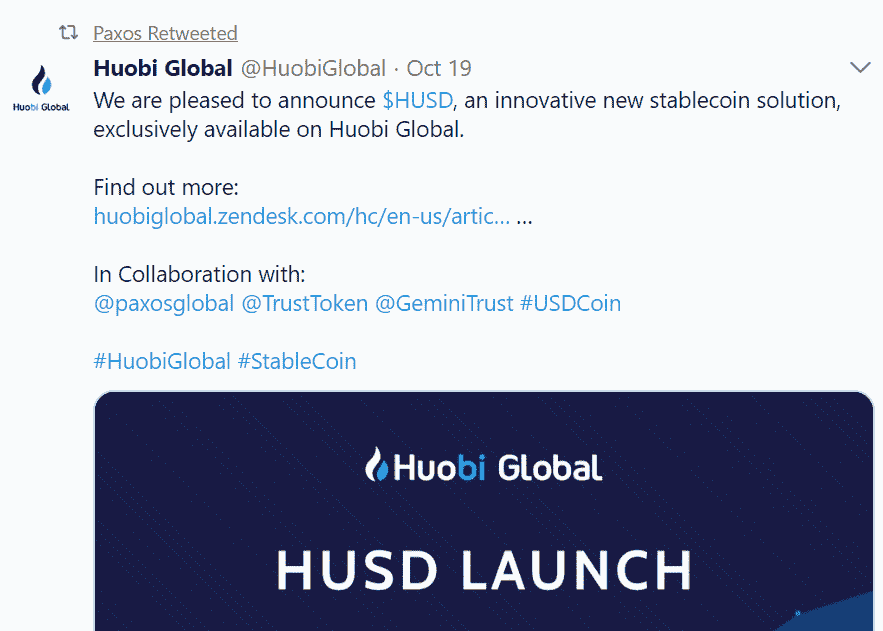 Paxos Retweeted
Huobi Global @HuobiGlobal · Oct 19
We are pleased to announce $HUSD, an innovative new stablecoin solution,
exclusively available on Huobi Global.
Find out more:
huobiglobal.zendesk.com/hc/en-us/artic... ...
In Collaboration with:
@paxosglobal @TrustToken @GeminiTrust #USDCoin
#HuobiGlobal #StableCoin
Huobi Global
Huobi Global
HUSD LAUNCH